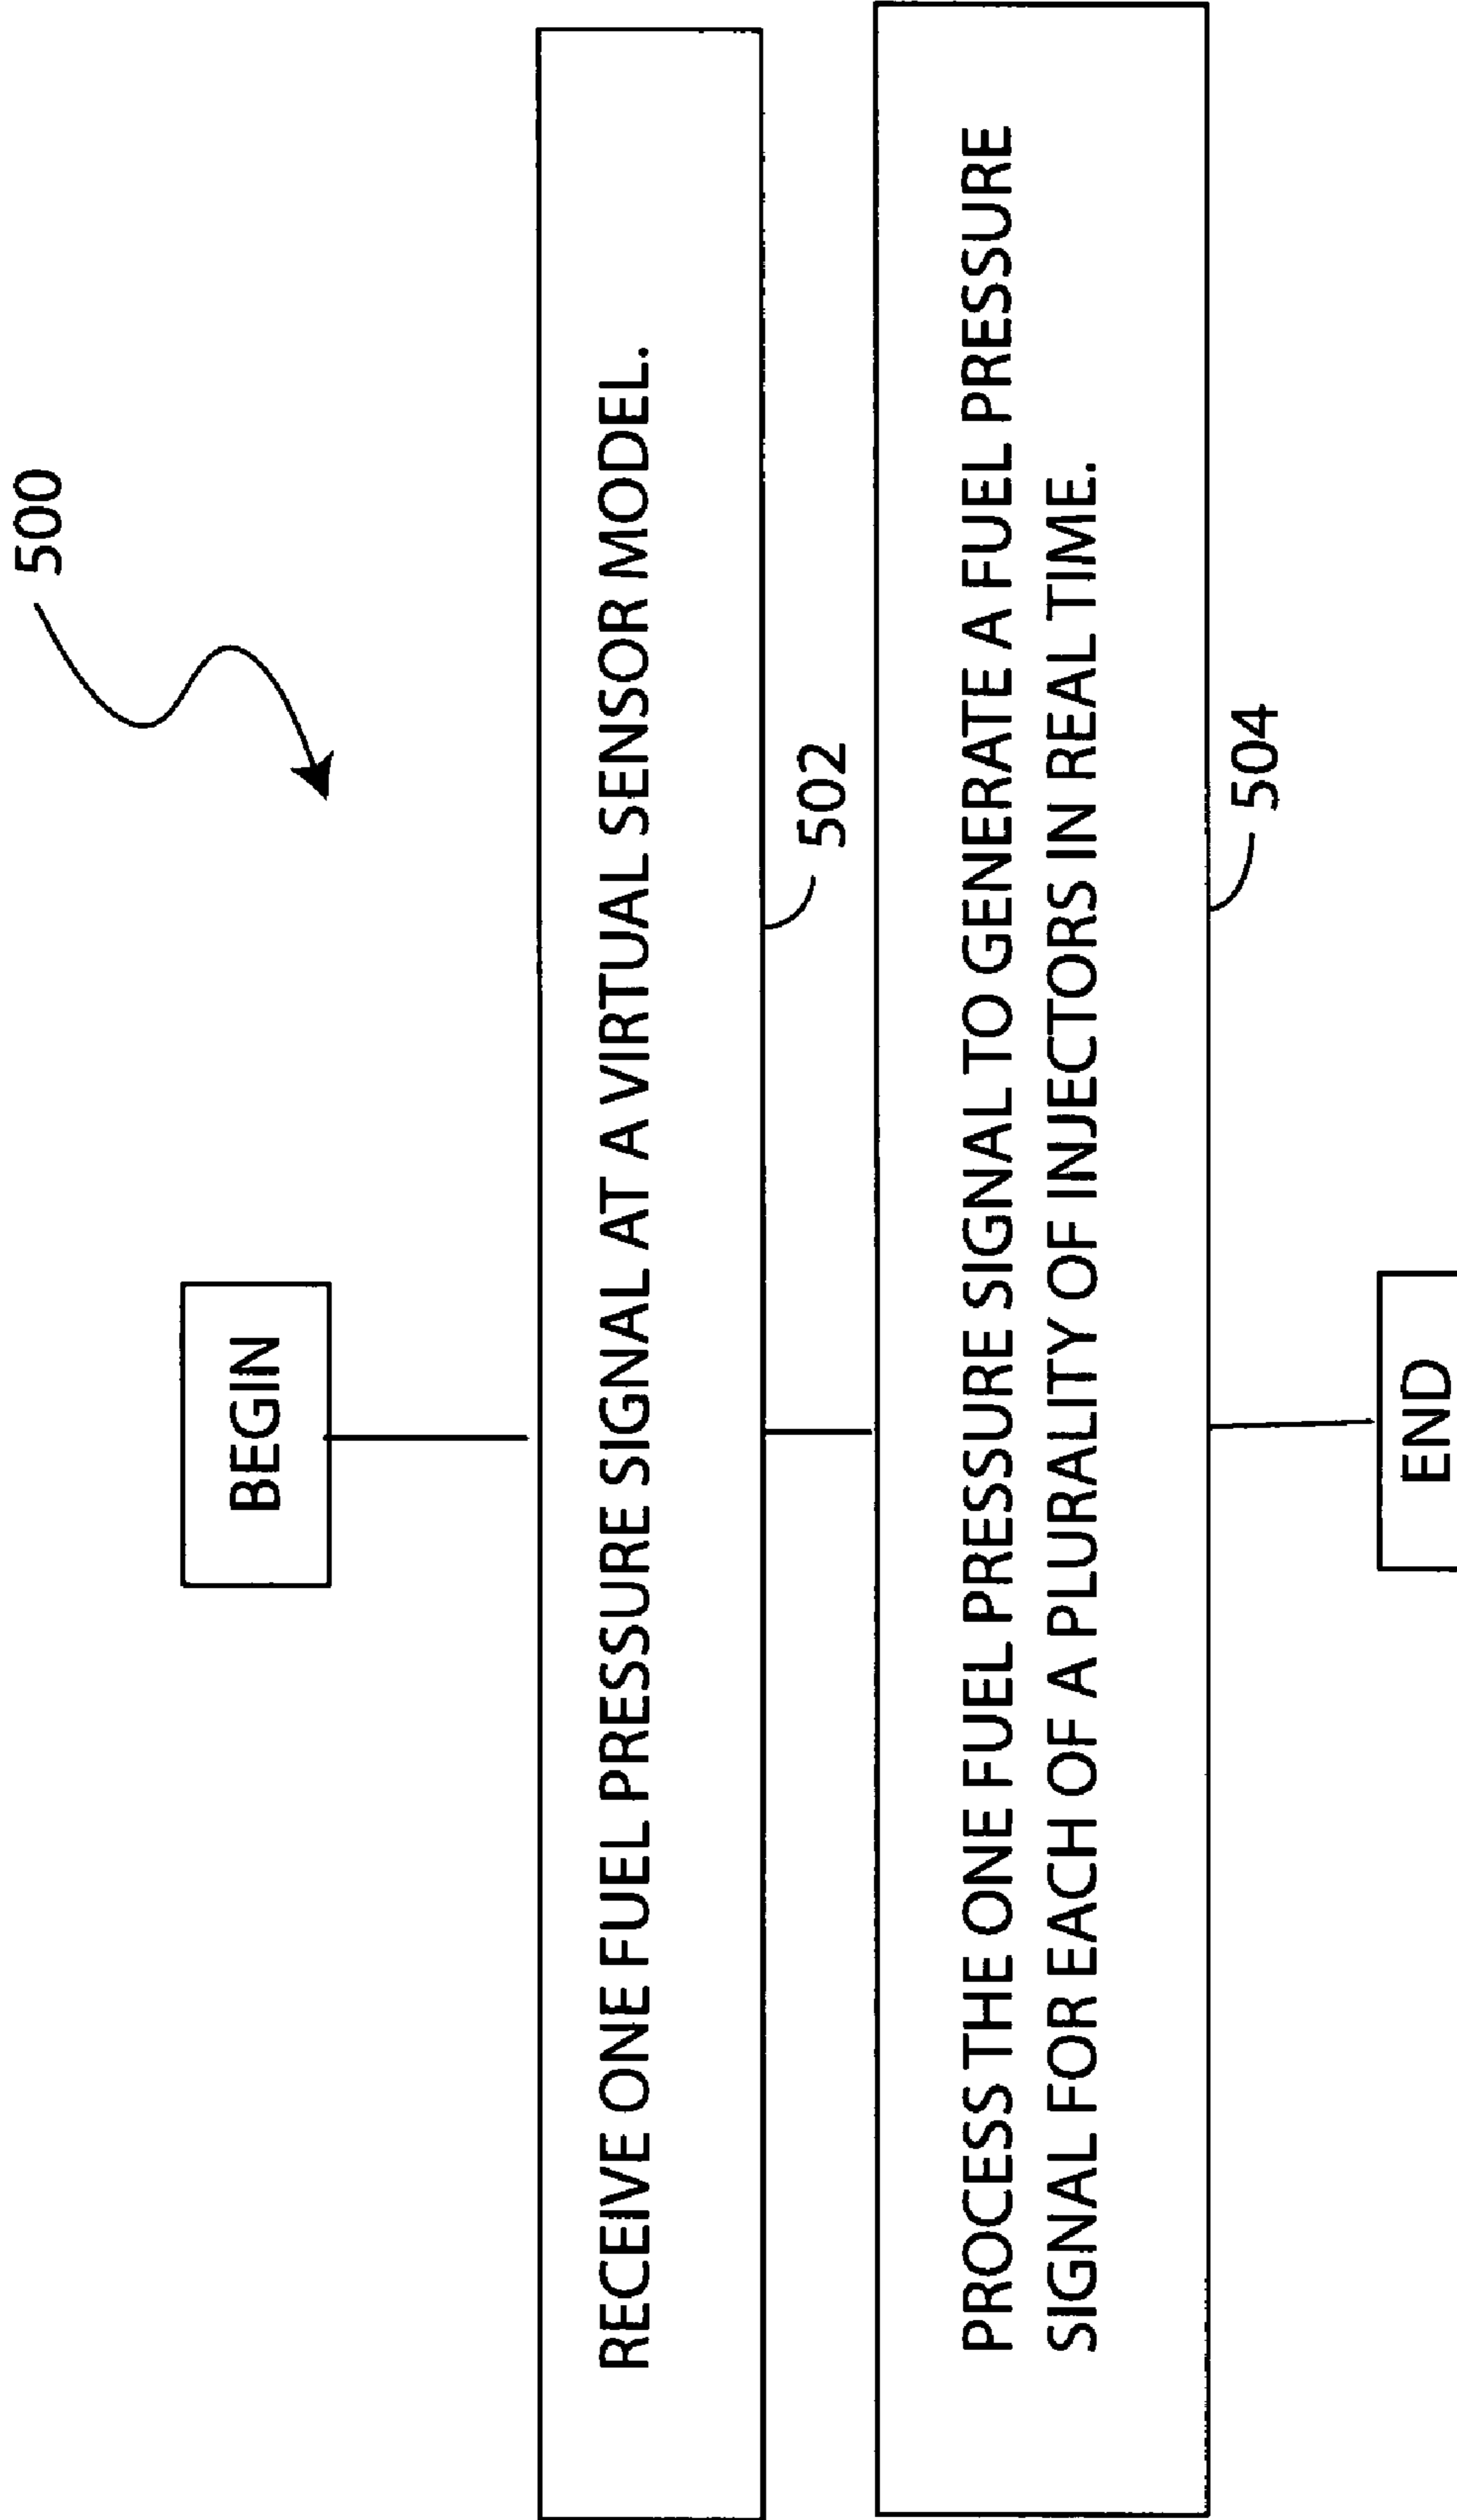 500
BEGIN
RECEIVE ONE FUEL PRESSURE SIGNAL AT A VIRTUAL SENSOR MODEL.
502
PROCESS THE ONE FUEL PRESSURE SIGNAL TO GENERATE A FUEL PRESSURE
SIGNAL FOR EACH OF A PLURALITY OF INJECTORS IN REAL TIME.
504
END